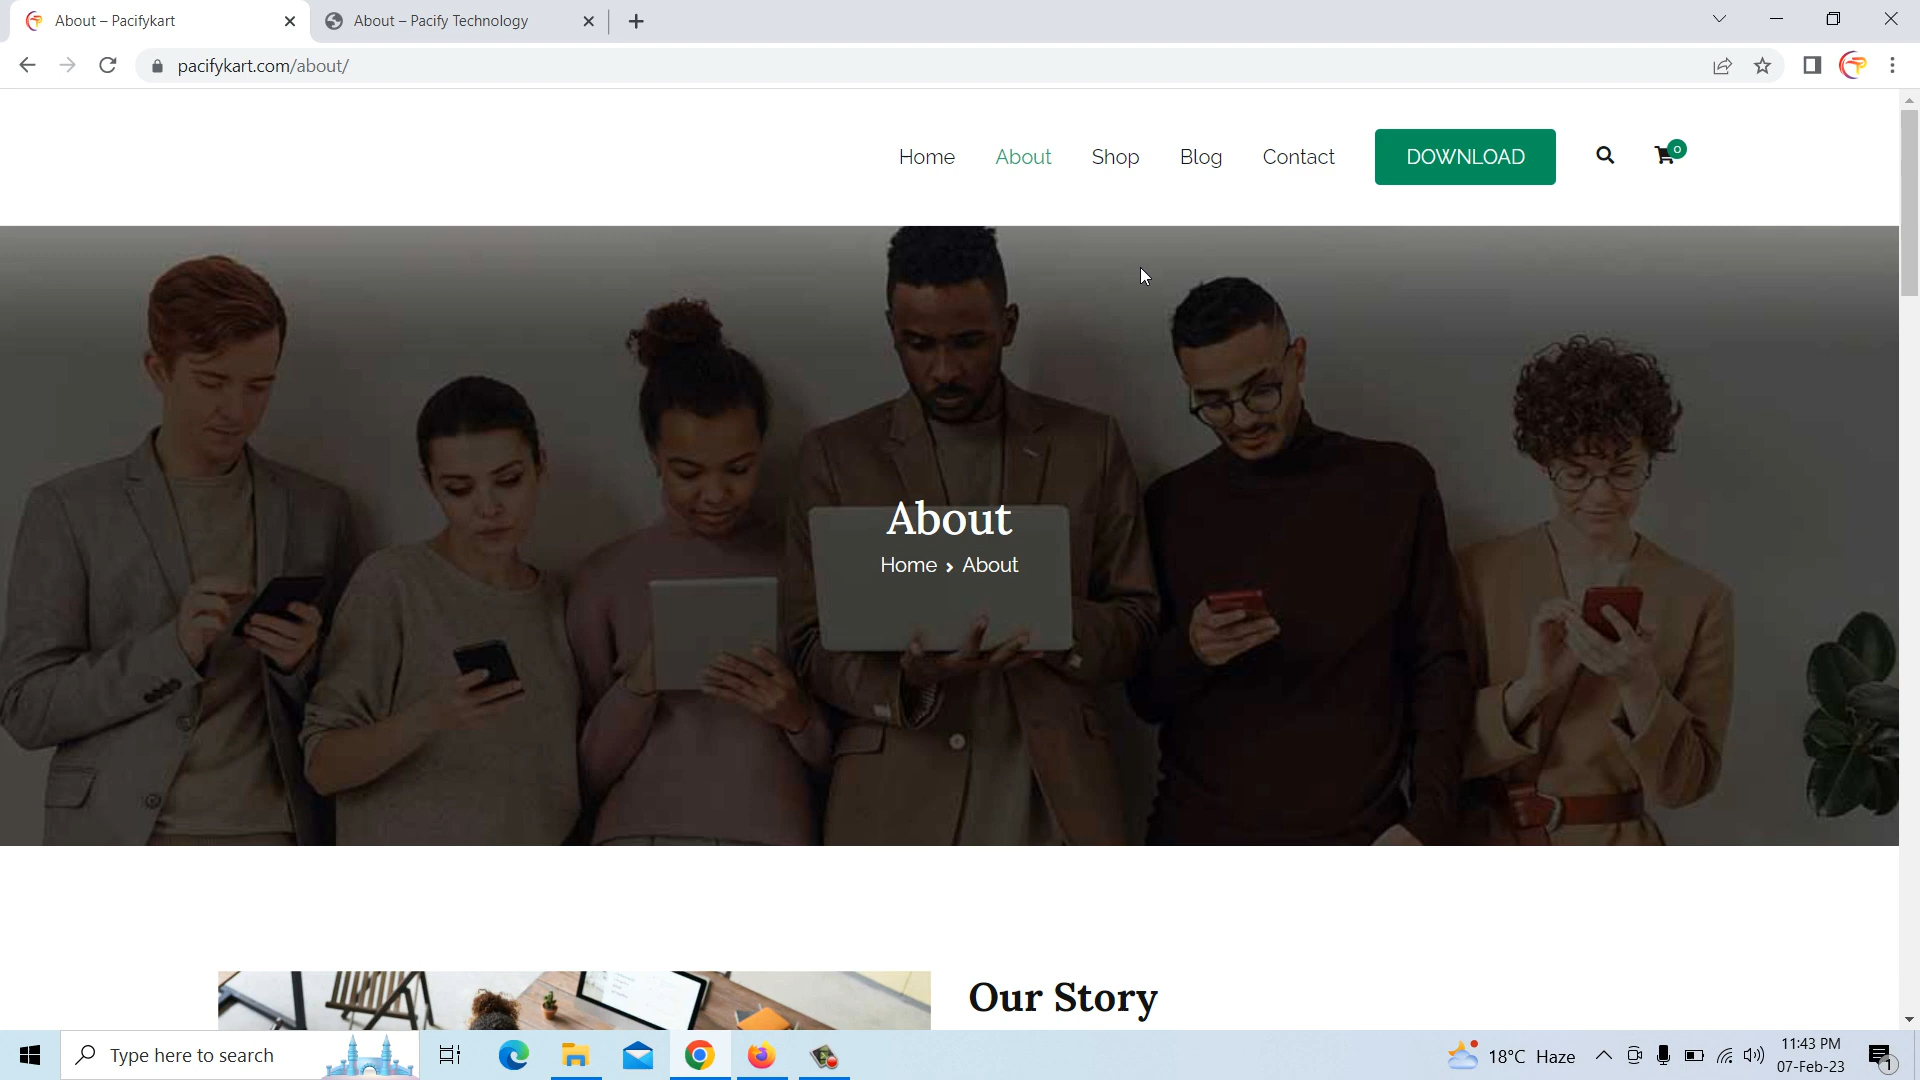 About – Pacifykart
About – Pacify Technology
pacifykart.com/about/
Home About Shop Blog Contact DOWNLOAD 0
About
Home › About
Our Story
Type here to search
18°C Haze
11:43 PM
07-Feb-23
1